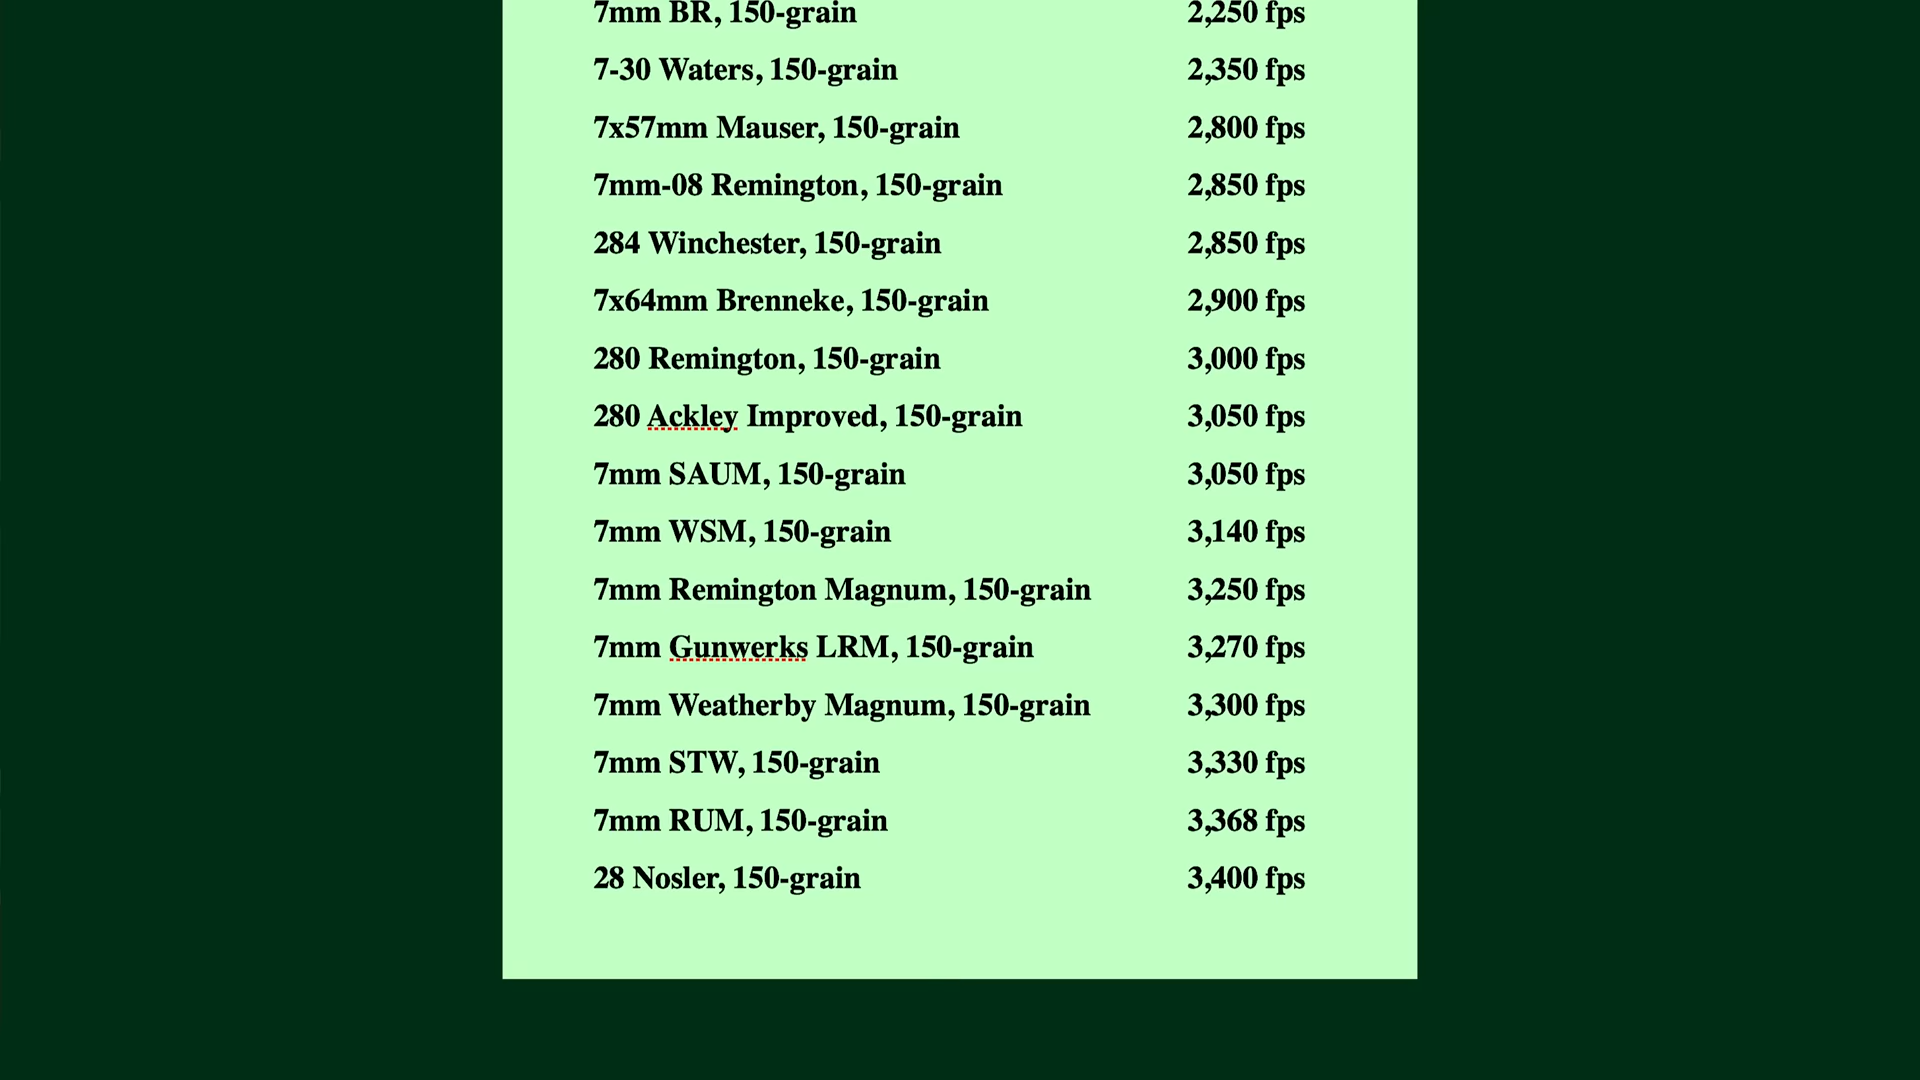 7mm BR, 150-grain 2,250 fps
7-30 Waters, 150-grain 2,350 fps
7x57mm Mauser, 150-grain 2,800 fps
7mm-08 Remington, 150-grain 2,850 fps
284 Winchester, 150-grain 2,850 fps
7x64mm Brenneke, 150-grain 2,900 fps
280 Remington, 150-grain 3,000 fps
280 Ackley Improved, 150-grain 3,050 fps
7mm SAUM, 150-grain 3,050 fps
7mm WSM, 150-grain 3,140 fps
7mm Remington Magnum, 150-grain 3,250 fps
7mm Gunwerks LRM, 150-grain 3,270 fps
7mm Weatherby Magnum, 150-grain 3,300 fps
7mm STW, 150-grain 3,330 fps
7mm RUM, 150-grain 3,368 fps
28 Nosler, 150-grain 3,400 fps